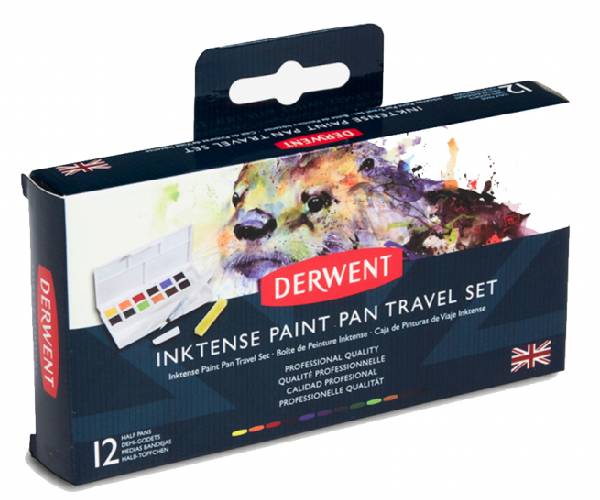 12
DERWENT
INKTENSE PAINT PAN TRAVEL SET
DERWENT
INKTENSE PAINT PAN TRAVEL SET
Inktense Paint Pan Travel Set · Boîte de Peinture Inktense · Caja de Pinturas de Viaje Inktense
PROFESSIONAL QUALITY
QUALITÉ PROFESSIONNELLE
CALIDAD PROFESIONAL
PROFESSIONELLE QUALITÄT
12
HALF PANS
DEMI-GODETS
MEDIAS BANDEJAS
HALB-TÖPFCHEN
DERWENT